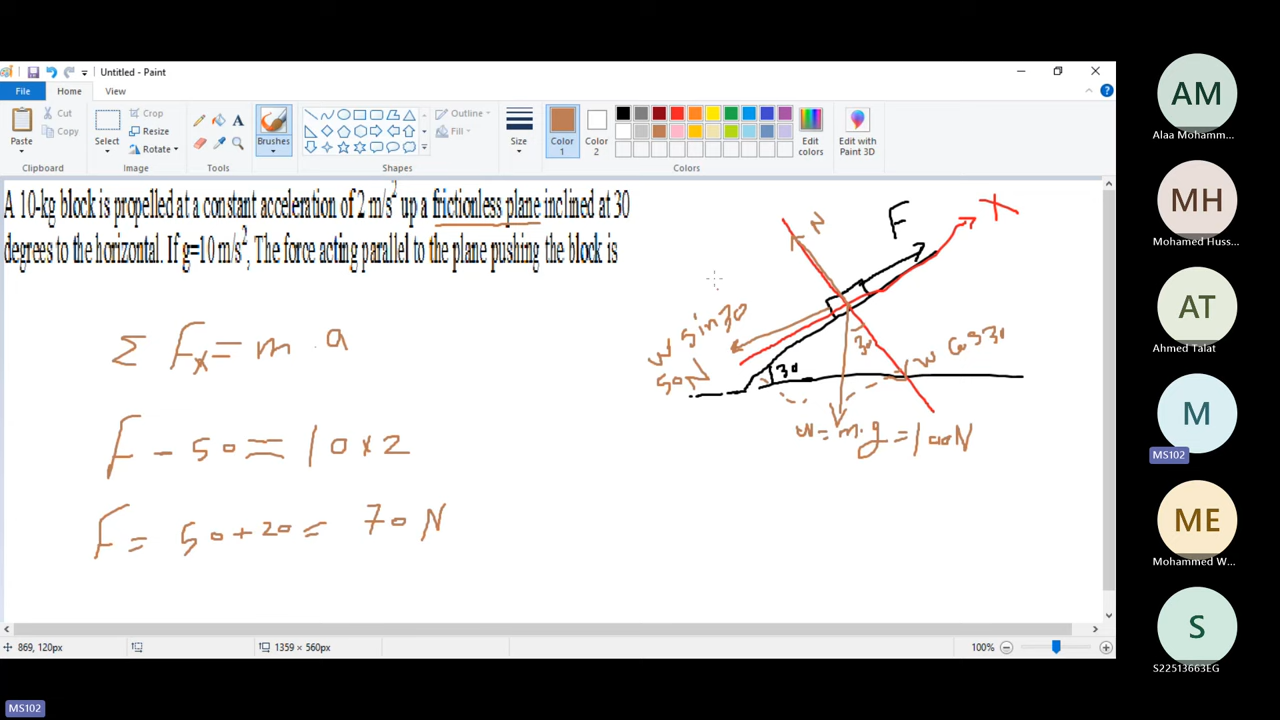 Untitled - Paint
File Home View
Paste
Cut
Copy
Clipboard
Select
Crop
Resize
Rotate
Image
Tools
Brushes
Shapes
Outline
Fill
Size
Color 1
Color 2
Colors
Edit colors
Edit with Paint 3D
A 10-kg block is propelled at a constant acceleration of 2 m/s² up a frictionless plane inclined at 30
degrees to the horizontal. If g=10 m/s², The force acting parallel to the plane pushing the block is
Σ Fx = m . a
F - 50 = 10 x 2
F = 50 + 20 = 70 N
N
F
X
W sin 30
50N
30
30
W Cos 30
W = m.g = 100N
869, 120px
1359 × 560px
100%
AM
Alaa Mohamm...
MH
Mohamed Huss...
AT
Ahmed Talat
M
MS102
ME
Mohammed W...
S
S22513663EG
MS102